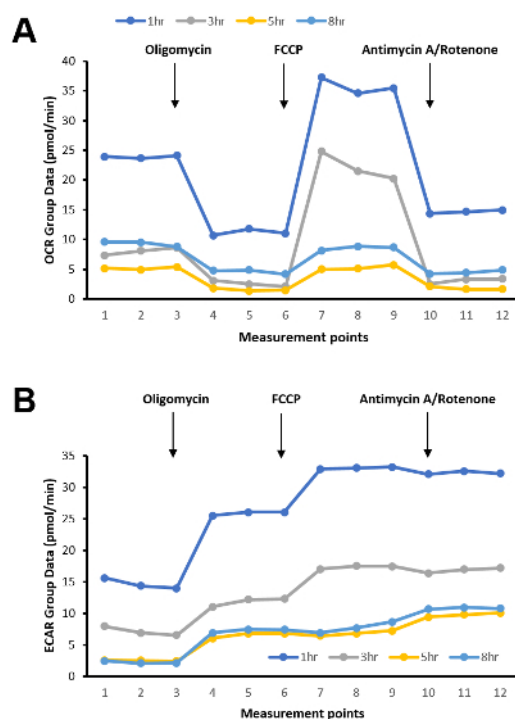 A
1hr 3hr 5hr 8hr
Oligomycin FCCP Antimycin A/Rotenone
OCR Group Data (pmol/min)
40
35
30
25
20
15
10
5
0
1 2 3 4 5 6 7 8 9 10 11 12
Measurement points
B
Oligomycin FCCP Antimycin A/Rotenone
ECAR Group Data (pmol/min)
35
30
25
20
15
10
5
0
1hr 3hr 5hr 8hr
1 2 3 4 5 6 7 8 9 10 11 12
Measurement points